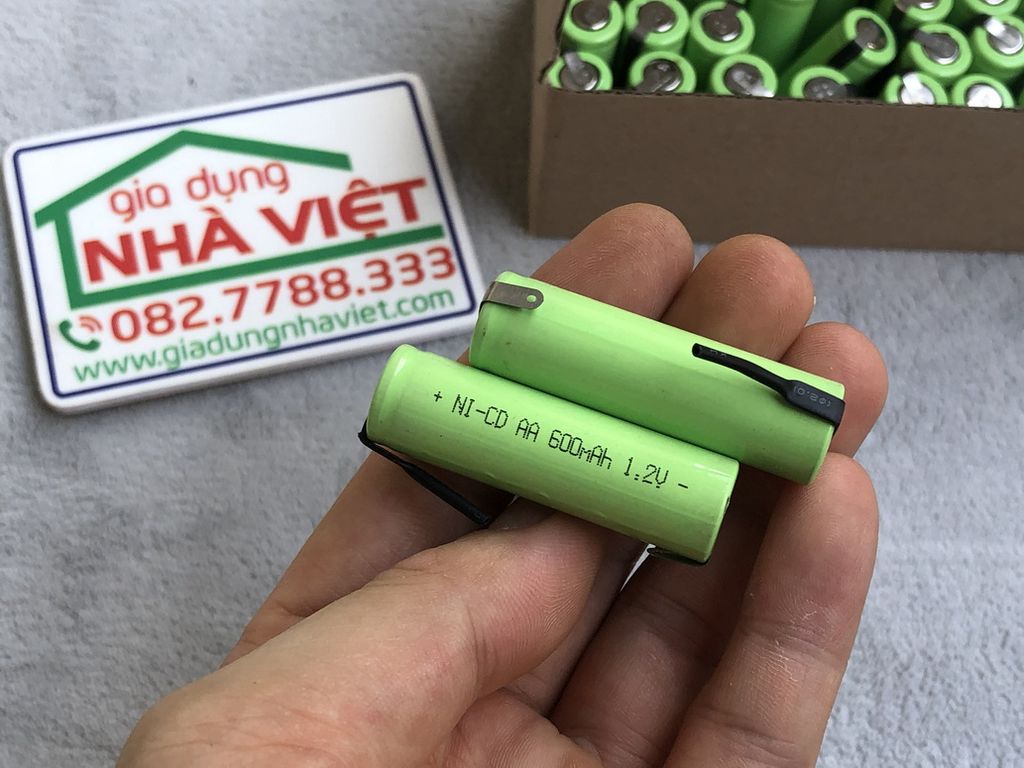 gia dụng
NHÀ VIỆT
082.7788.333
www.giadungnhaviet.com
+ NI-CD AA 600mAh 1.2V -